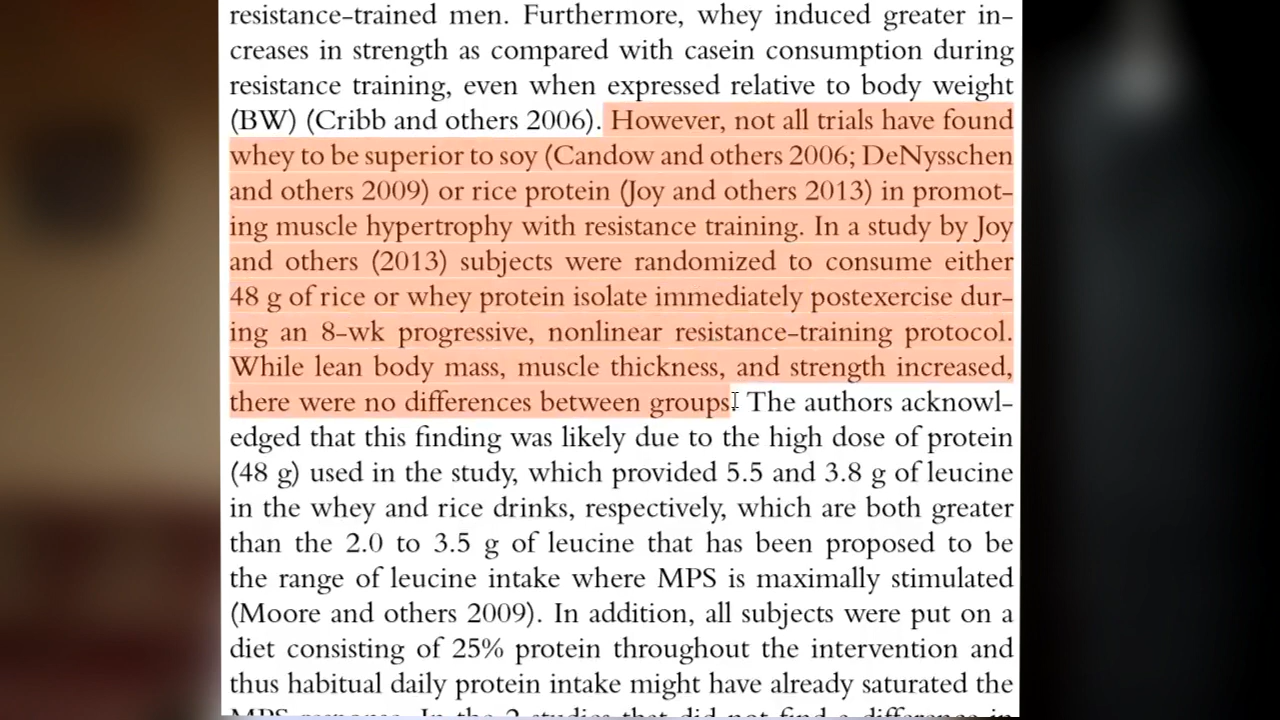 resistance-trained men. Furthermore, whey induced greater in-
creases in strength as compared with casein consumption during
resistance training, even when expressed relative to body weight
(BW) (Cribb and others 2006). However, not all trials have found
whey to be superior to soy (Candow and others 2006; DeNysschen
and others 2009) or rice protein (Joy and others 2013) in promot-
ing muscle hypertrophy with resistance training. In a study by Joy
and others (2013) subjects were randomized to consume either
48 g of rice or whey protein isolate immediately postexercise dur-
ing an 8-wk progressive, nonlinear resistance-training protocol.
While lean body mass, muscle thickness, and strength increased,
there were no differences between groups. The authors acknowl-
edged that this finding was likely due to the high dose of protein
(48 g) used in the study, which provided 5.5 and 3.8 g of leucine
in the whey and rice drinks, respectively, which are both greater
than the 2.0 to 3.5 g of leucine that has been proposed to be
the range of leucine intake where MPS is maximally stimulated
(Moore and others 2009). In addition, all subjects were put on a
diet consisting of 25% protein throughout the intervention and
thus habitual daily protein intake might have already saturated the